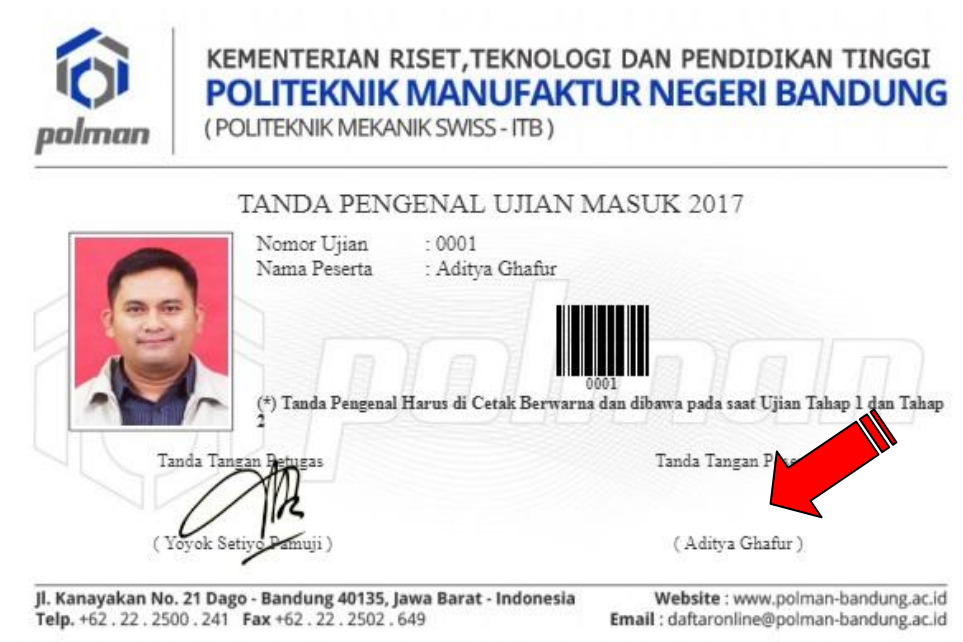 polman
KEMENTERIAN RISET,TEKNOLOGI DAN PENDIDIKAN TINGGI
POLITEKNIK MANUFAKTUR NEGERI BANDUNG
( POLITEKNIK MEKANIK SWISS - ITB )
TANDA PENGENAL UJIAN MASUK 2017
Nomor Ujian : 0001
Nama Peserta : Aditya Ghafur
polman
0001
(*) Tanda Pengenal Harus di Cetak Berwarna dan dibawa pada saat Ujian Tahap 1 dan Tahap
2
Tanda Tangan Petugas
Tanda Tangan
( Yoyok Setiyo Pamuji )
( Aditya Ghafur )
Jl. Kanayakan No. 21 Dago - Bandung 40135, Jawa Barat - Indonesia
Website : www.polman-bandung.ac.id
Telp. +62 . 22 . 2500 . 241 Fax +62 . 22 . 2502 . 649
Email : daftaronline@polman-bandung.ac.id